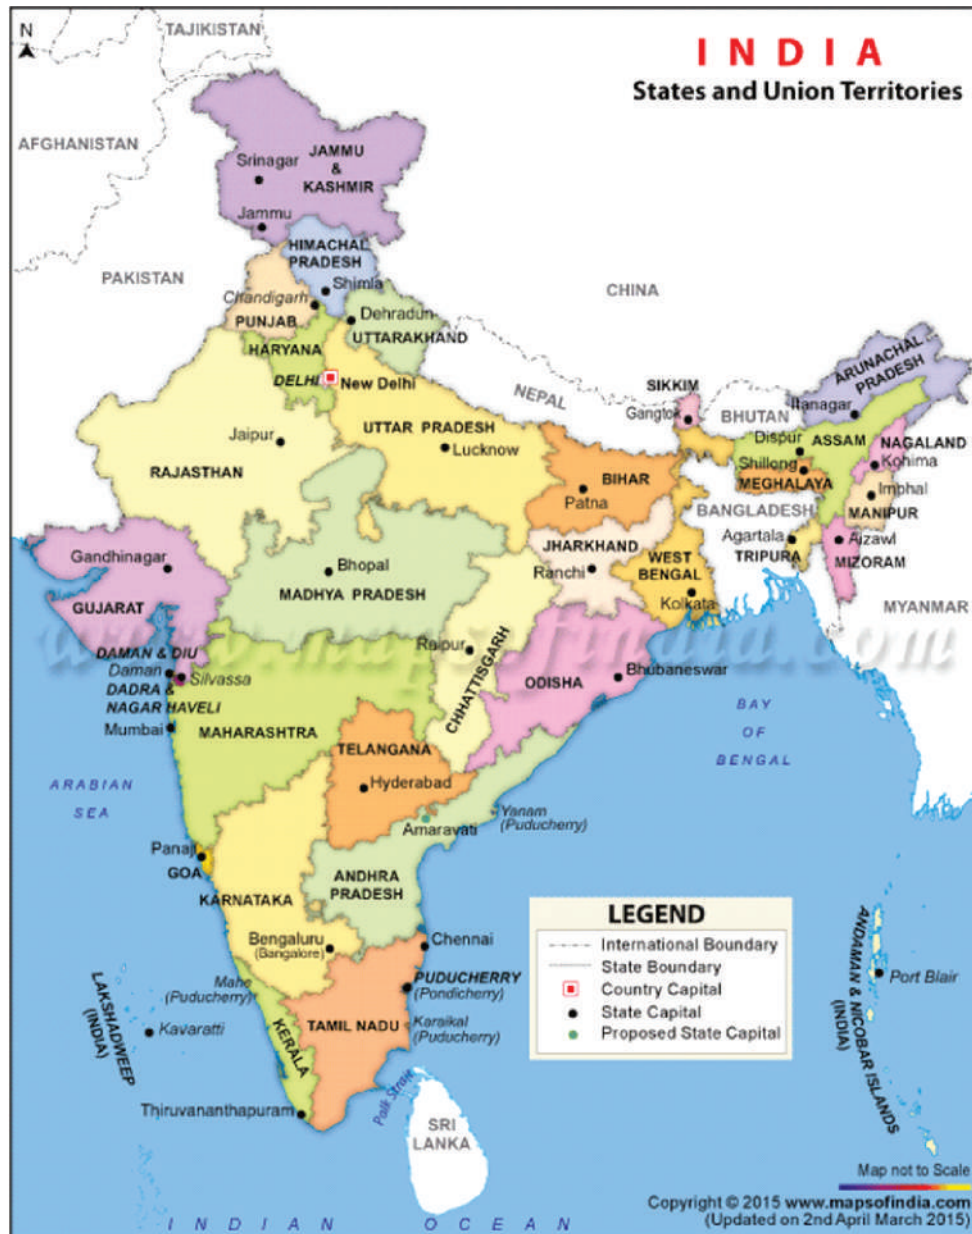 N
TAJIKISTAN
I N D I A
States and Union Territories
AFGHANISTAN
JAMMU
&
KASHMIR
Srinagar
Jammu
HIMACHAL
PRADESH
PAKISTAN
Shimla
CHINA
Chandigarh
PUNJAB
Dehradun
UTTARAKHAND
HARYANA
DELHI
New Delhi
ARUNACHAL
PRADESH
SIKKIM
NEPAL
Gangtok
BHUTAN
Itanagar
UTTAR PRADESH
Jaipur
Lucknow
Dispur
ASSAM
NAGALAND
RAJASTHAN
Shillong
Kohima
BIHAR
MEGHALAYA
Patna
Imphal
BANGLADESH
MANIPUR
Gandhinagar
JHARKHAND
Agartala
Aizawl
Bhopal
WEST
BENGAL
TRIPURA
MIZORAM
Ranchi
MADHYA PRADESH
GUJARAT
Kolkata
MYANMAR
www.mapsofindia.com
DAMAN & DIU
Daman
Silvassa
DADRA &
NAGAR HAVELI
Raipur
CHHATTISGARH
ODISHA
Bhubaneswar
Mumbai
MAHARASHTRA
BAY
OF
BENGAL
TELANGANA
ARABIAN
SEA
Hyderabad
Yanam
(Puducherry)
Amaravati
Panaji
GOA
ANDHRA
PRADESH
KARNATAKA
LEGEND
International Boundary
State Boundary
Country Capital
State Capital
Proposed State Capital
Bengaluru
(Bangalore)
Chennai
ANDAMAN & NICOBAR ISLANDS
(INDIA)
Port Blair
Mahe
(Puducherry)
PUDUCHERRY
(Pondicherry)
LAKSHADWEEP
(INDIA)
Kavaratti
TAMIL NADU
Karaikal
(Puducherry)
KERALA
Palk Strait
Thiruvananthapuram
SRI
LANKA
Map not to Scale
Copyright © 2015 www.mapsofindia.com
(Updated on 2nd April March 2015)
I N D I A N O C E A N